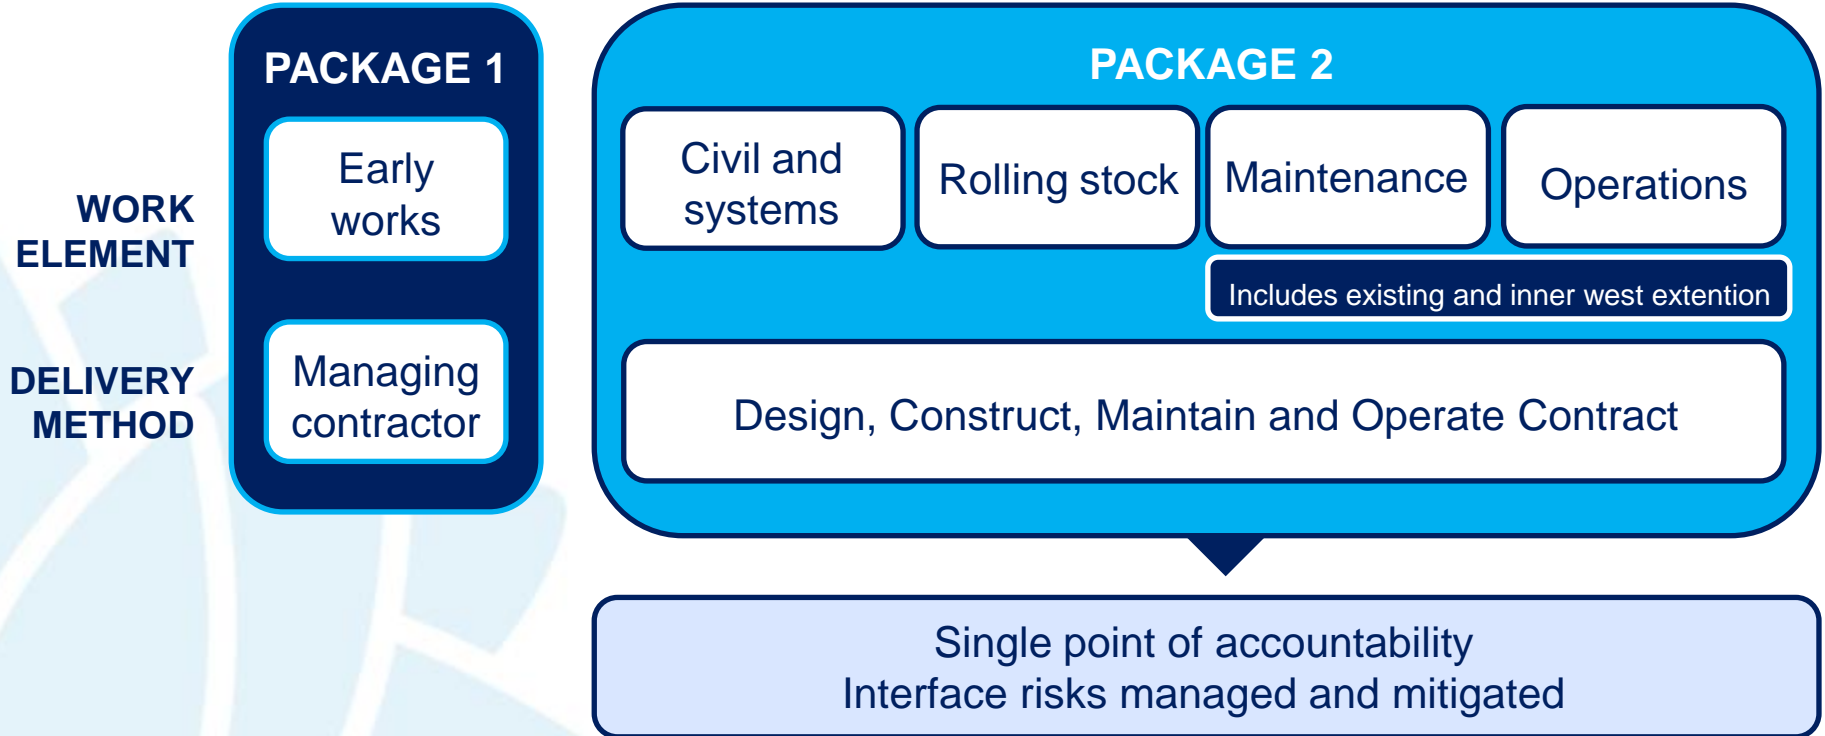 PACKAGE 1
PACKAGE 2
WORK
ELEMENT
Early
works
Civil and
systems
Rolling stock
Maintenance
Operations
Includes existing and inner west extention
DELIVERY
METHOD
Managing
contractor
Design, Construct, Maintain and Operate Contract
Single point of accountability
Interface risks managed and mitigated